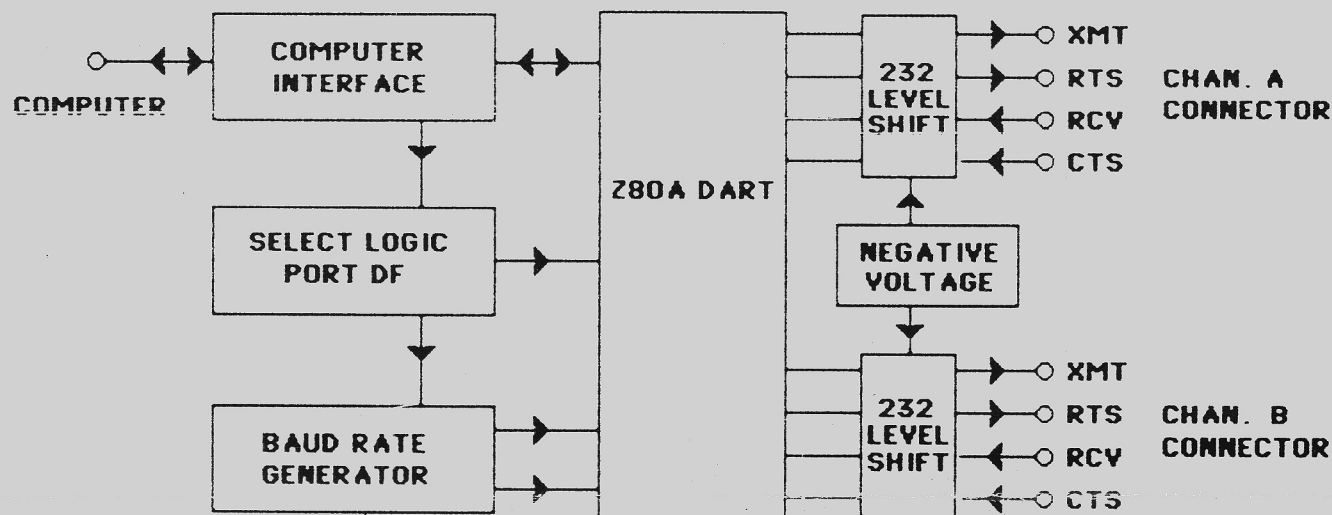 COMPUTER
INTERFACE
COMPUTER
SELECT LOGIC
PORT DF
BAUD RATE
GENERATOR
Z80A DART
232
LEVEL
SHIFT
XMT
RTS
RCV
CTS
CHAN. A
CONNECTOR
NEGATIVE
VOLTAGE
232
LEVEL
SHIFT
XMT
RTS
RCV
CTS
CHAN. B
CONNECTOR